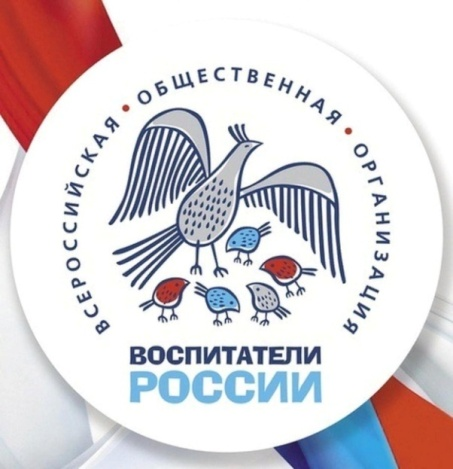 ВСЕРОССИЙСКАЯ • ОБЩЕСТВЕННАЯ • ОРГАНИЗАЦИЯ
ВОСПИТАТЕЛИ
РОССИИ